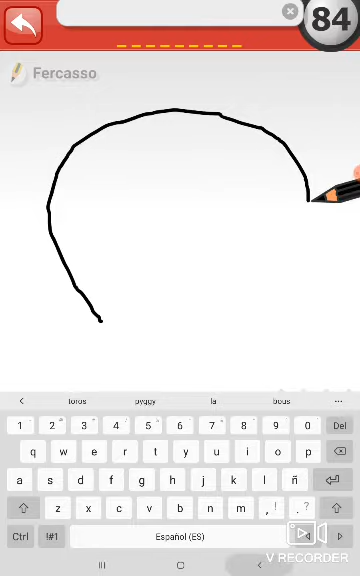 84
Fercasso
toros pyggy la bous ...
1 2 3 4 5 6 7 8 9 0 Del
q w e r t y u i o p
a s d f g h j k l ñ
z x c v b n m , ! . ?
Ctrl !#1 Español (ES)
V RECORDER